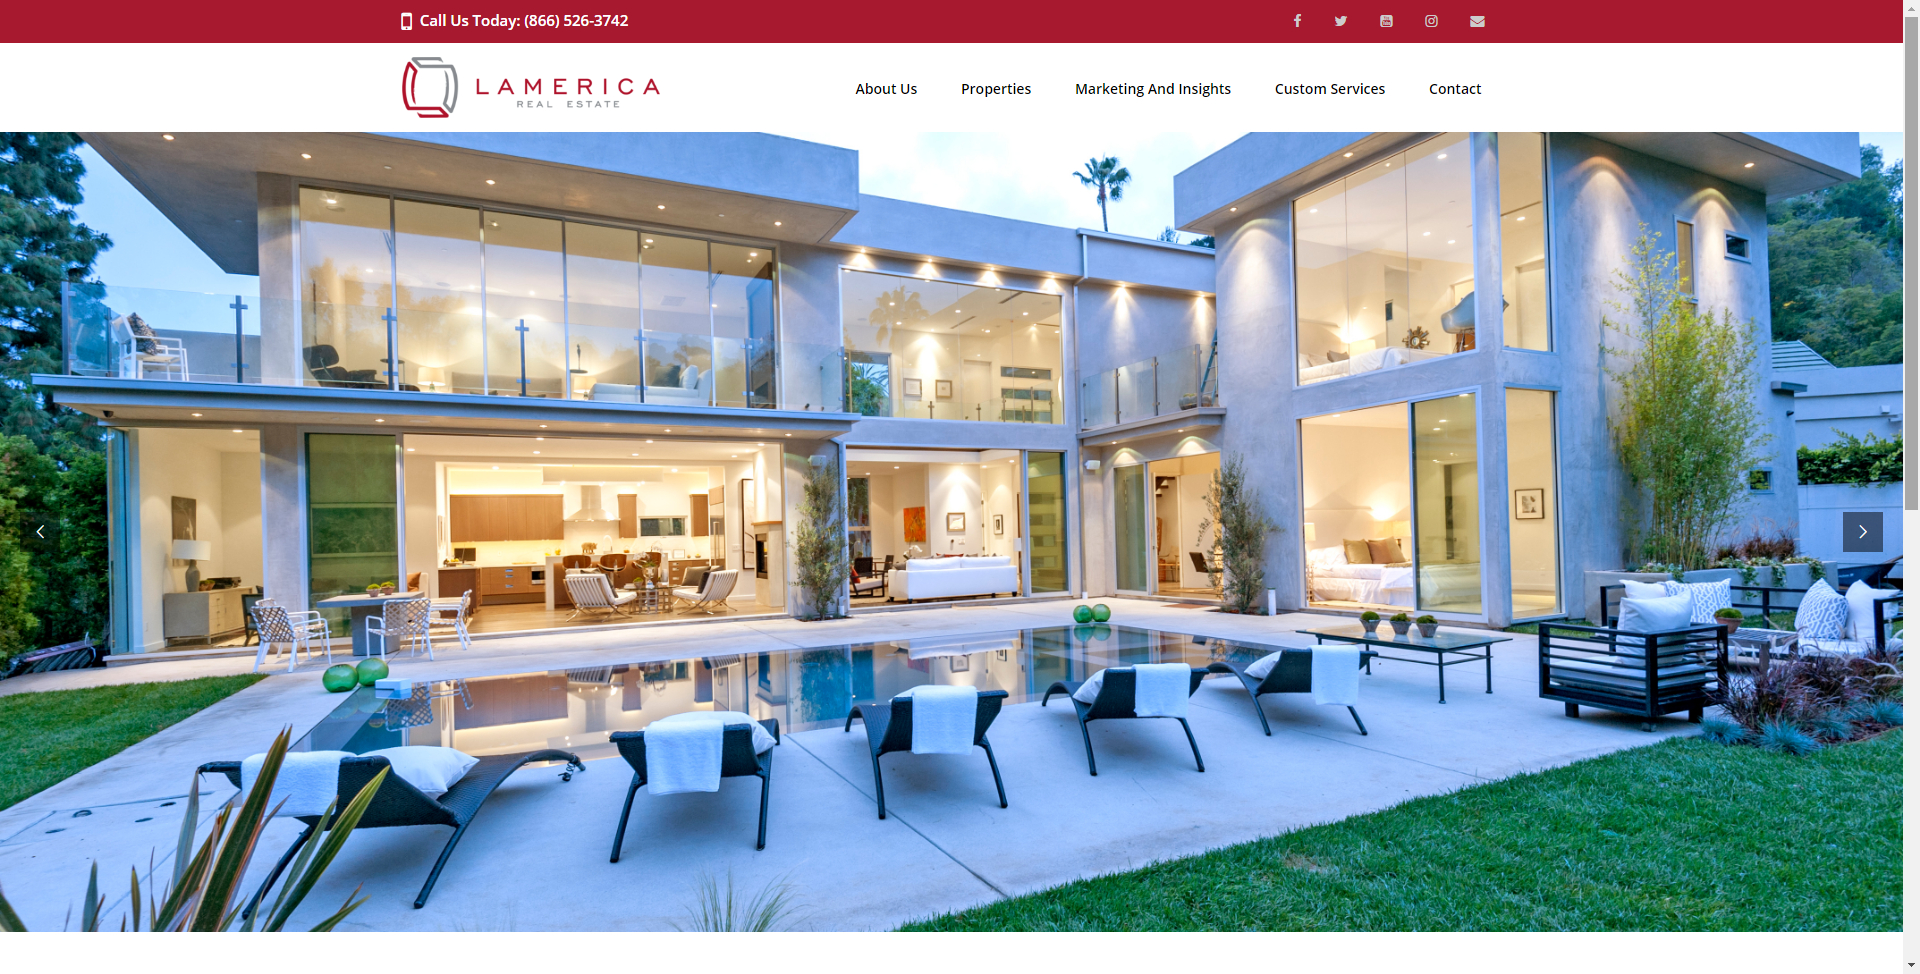 Call Us Today: (866) 526-3742
LAMERICA
REAL ESTATE
About Us
Properties
Marketing And Insights
Custom Services
Contact